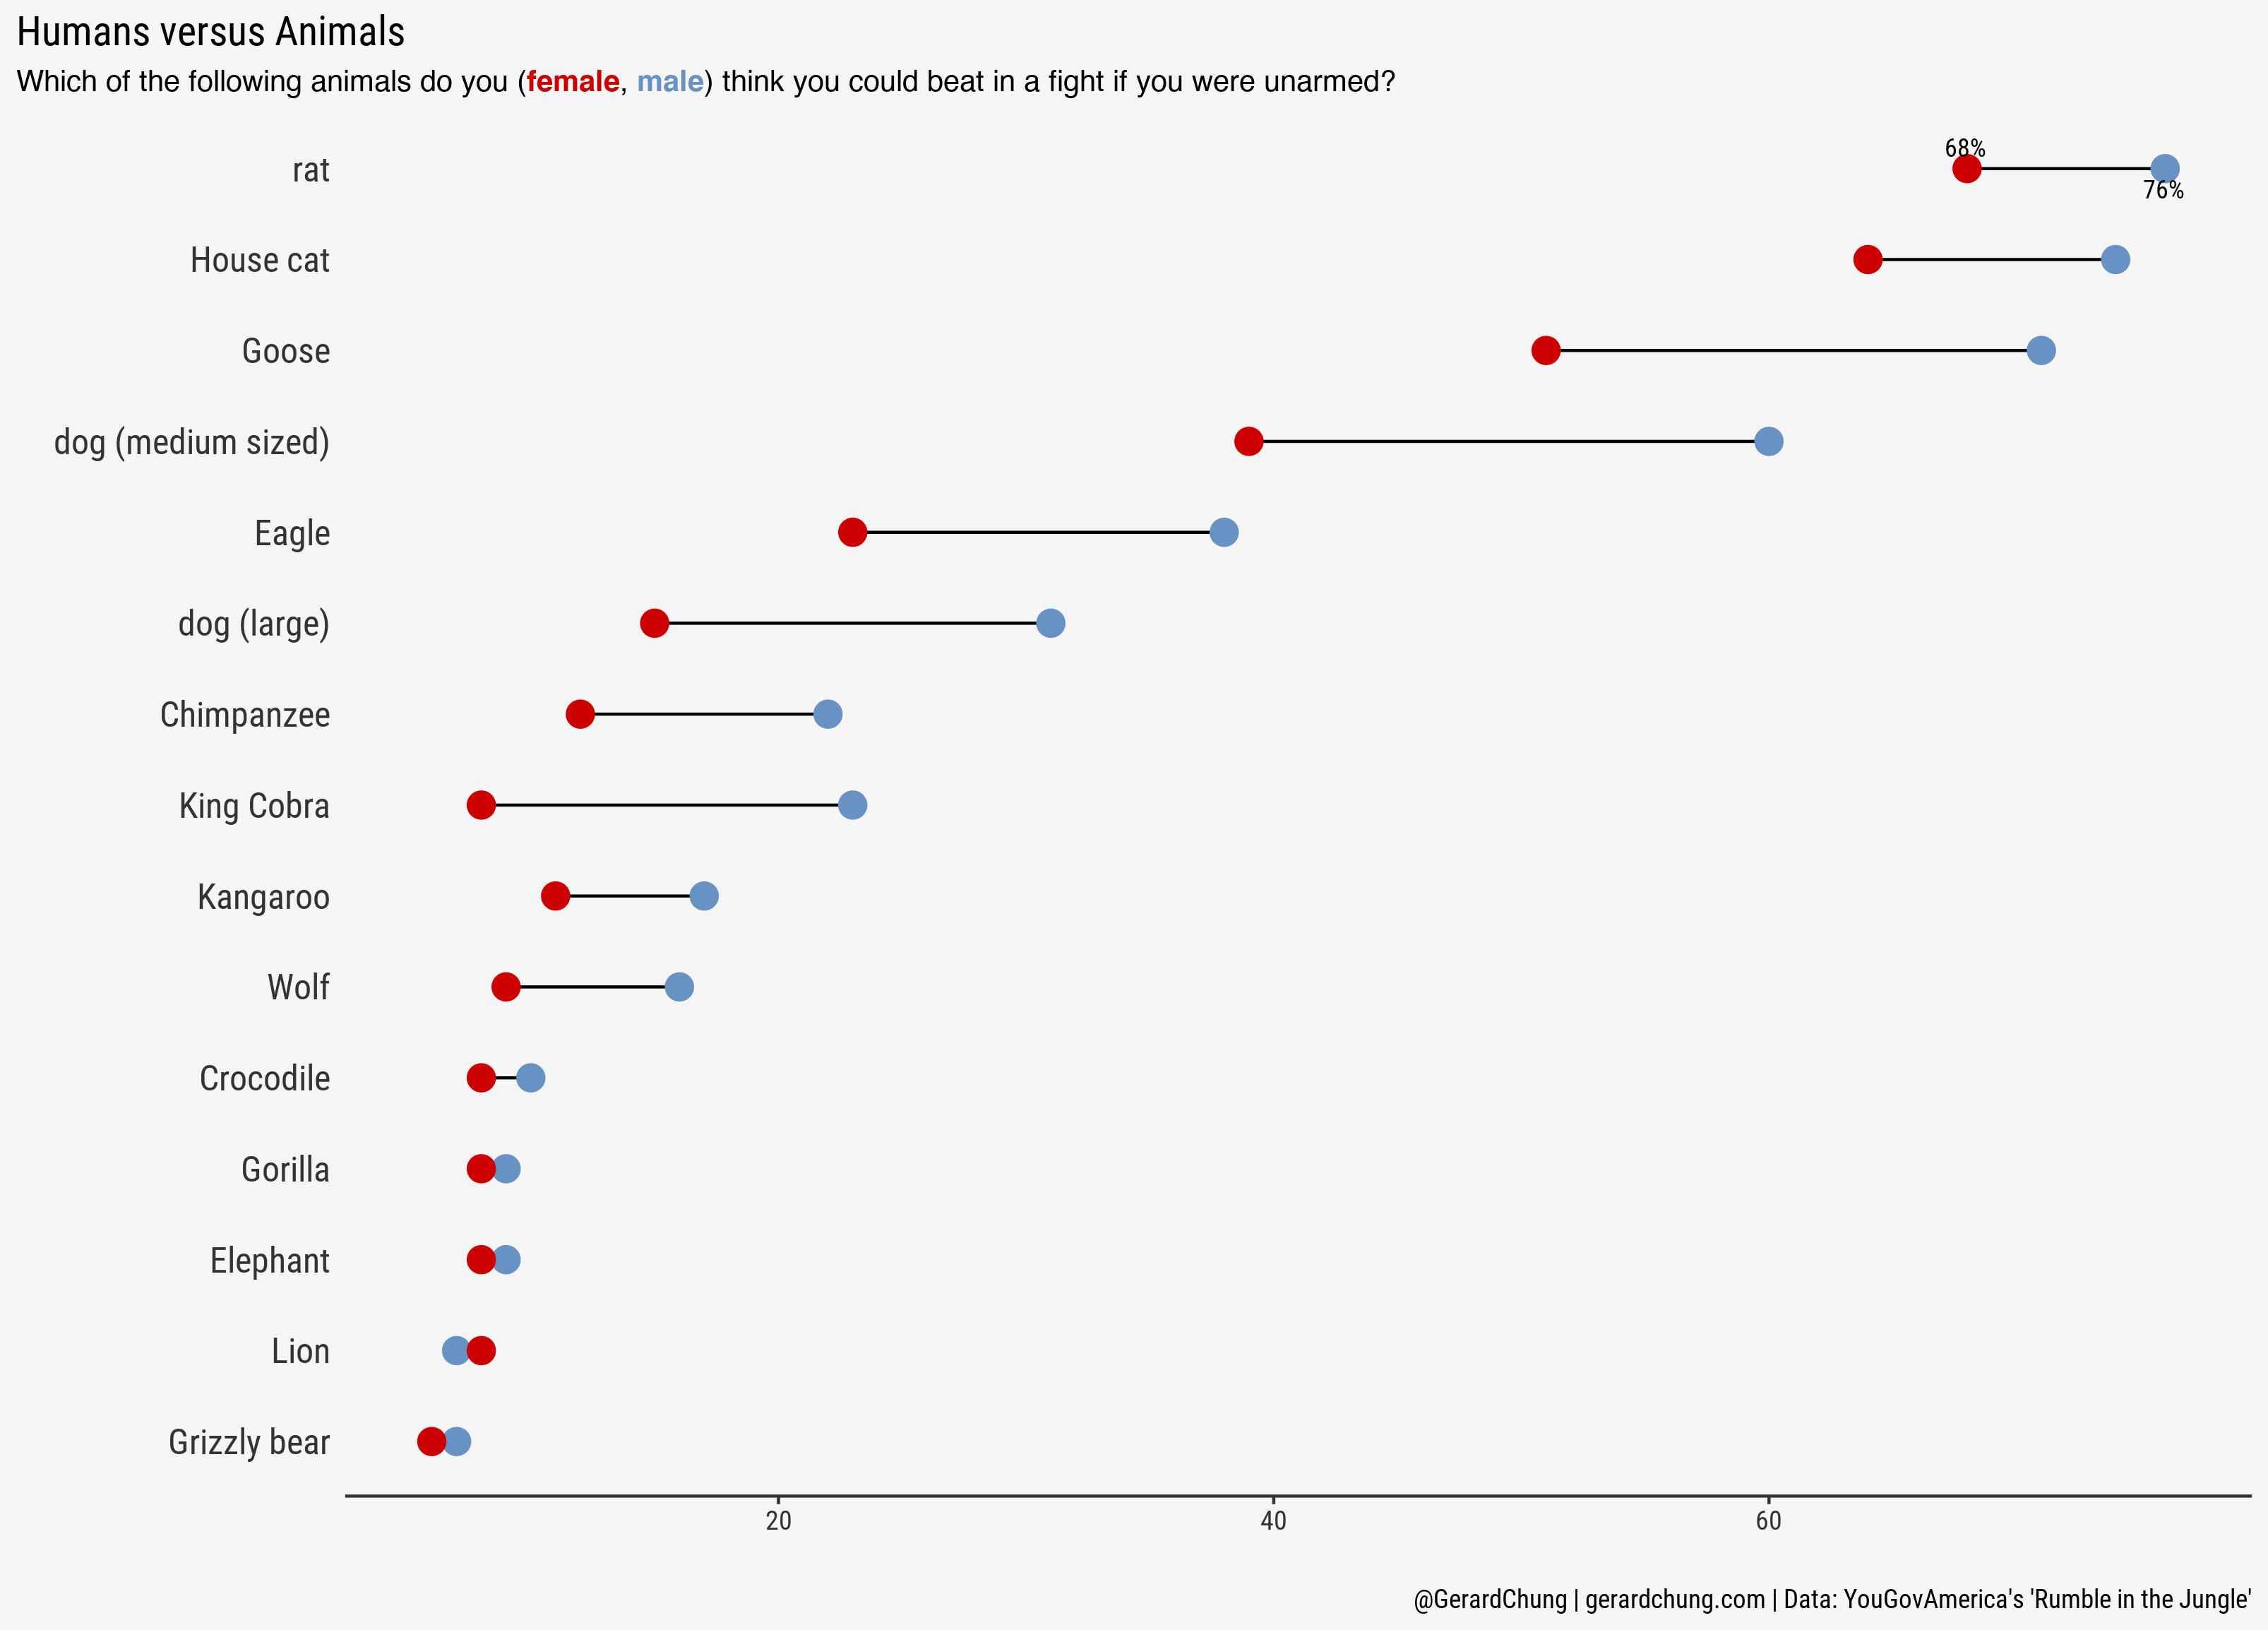 Humans versus Animals
Which of the following animals do you (female, male) think you could beat in a fight if you were unarmed?
68%
rat
76%
House cat
Goose
dog (medium sized)
Eagle
dog (large)
Chimpanzee
King Cobra
Kangaroo
Wolf
Crocodile
Gorilla
Elephant
Lion
Grizzly bear
20 40 60
@GerardChung | gerardchung.com | Data: YouGovAmerica's 'Rumble in the Jungle'